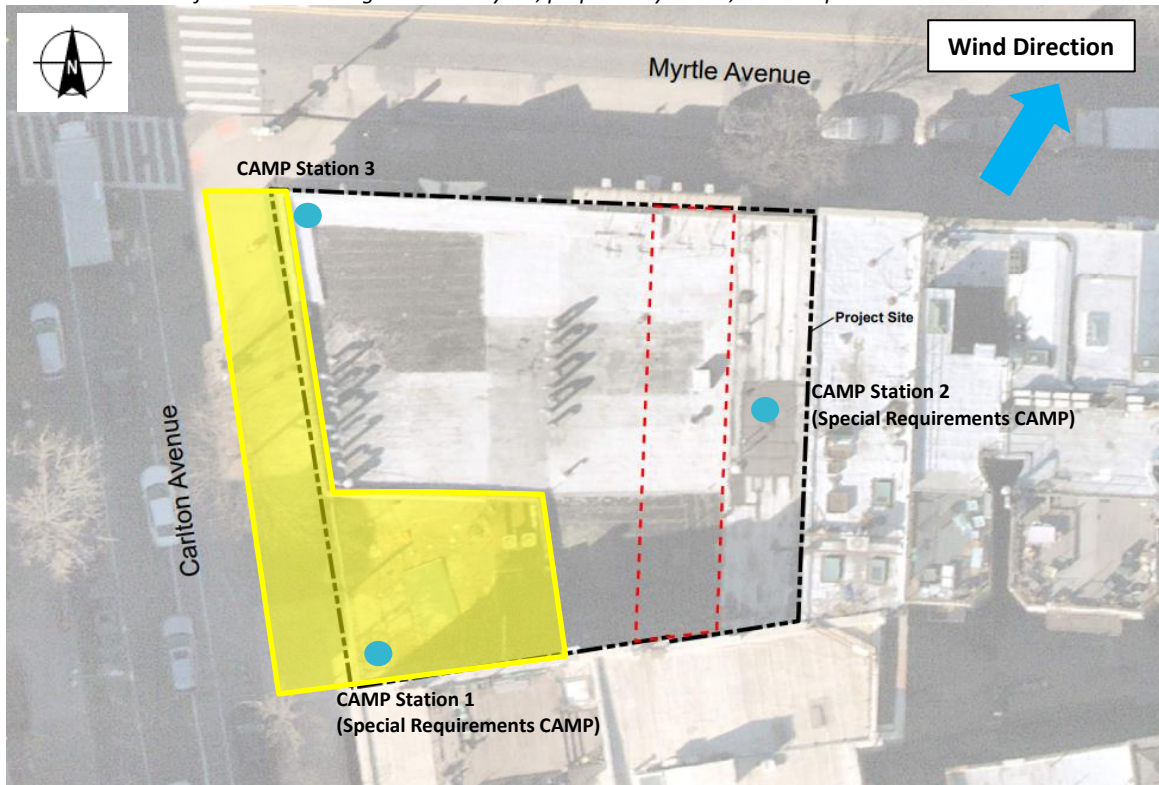 Wind Direction
Myrtle Avenue
N
CAMP Station 3
Project Site
CAMP Station 2
(Special Requirements CAMP)
Carlton Avenue
CAMP Station 1
(Special Requirements CAMP)